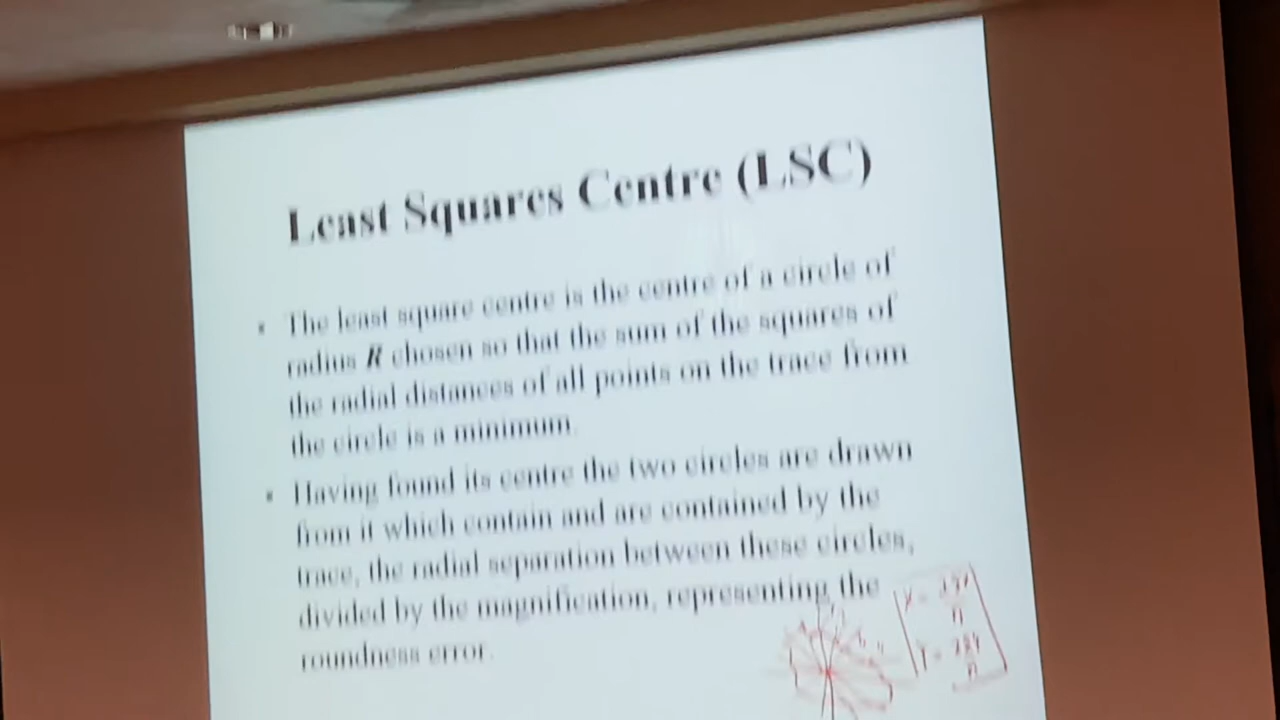 Least Squares Centre (LSC)
• The least square centre is the centre of a circle of
radius R chosen so that the sum of the squares of
the radial distances of all points on the trace from
the circle is a minimum.
• Having found its centre the two circles are drawn
from it which contain and are contained by the
trace, the radial separation between these circles,
divided by the magnification, representing the
roundness error.